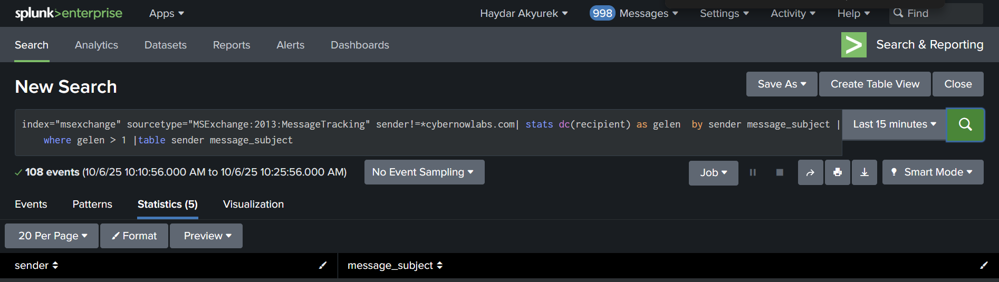 splunk>enterprise Apps Haydar Akyurek 998 Messages Settings Activity Help Find
Search Analytics Datasets Reports Alerts Dashboards > Search & Reporting
New Search Save As Create Table View Close
index="msexchange" sourcetype="MSExchange:2013:MessageTracking" sender!=*cybernowlabs.com| stats dc(recipient) as gelen  by sender message_subject | Last 15 minutes
where gelen > 1 |table sender message_subject
✓ 108 events (10/6/25 10:10:56.000 AM to 10/6/25 10:25:56.000 AM) No Event Sampling Job Smart Mode
Events Patterns Statistics (5) Visualization
20 Per Page Format Preview
sender message_subject